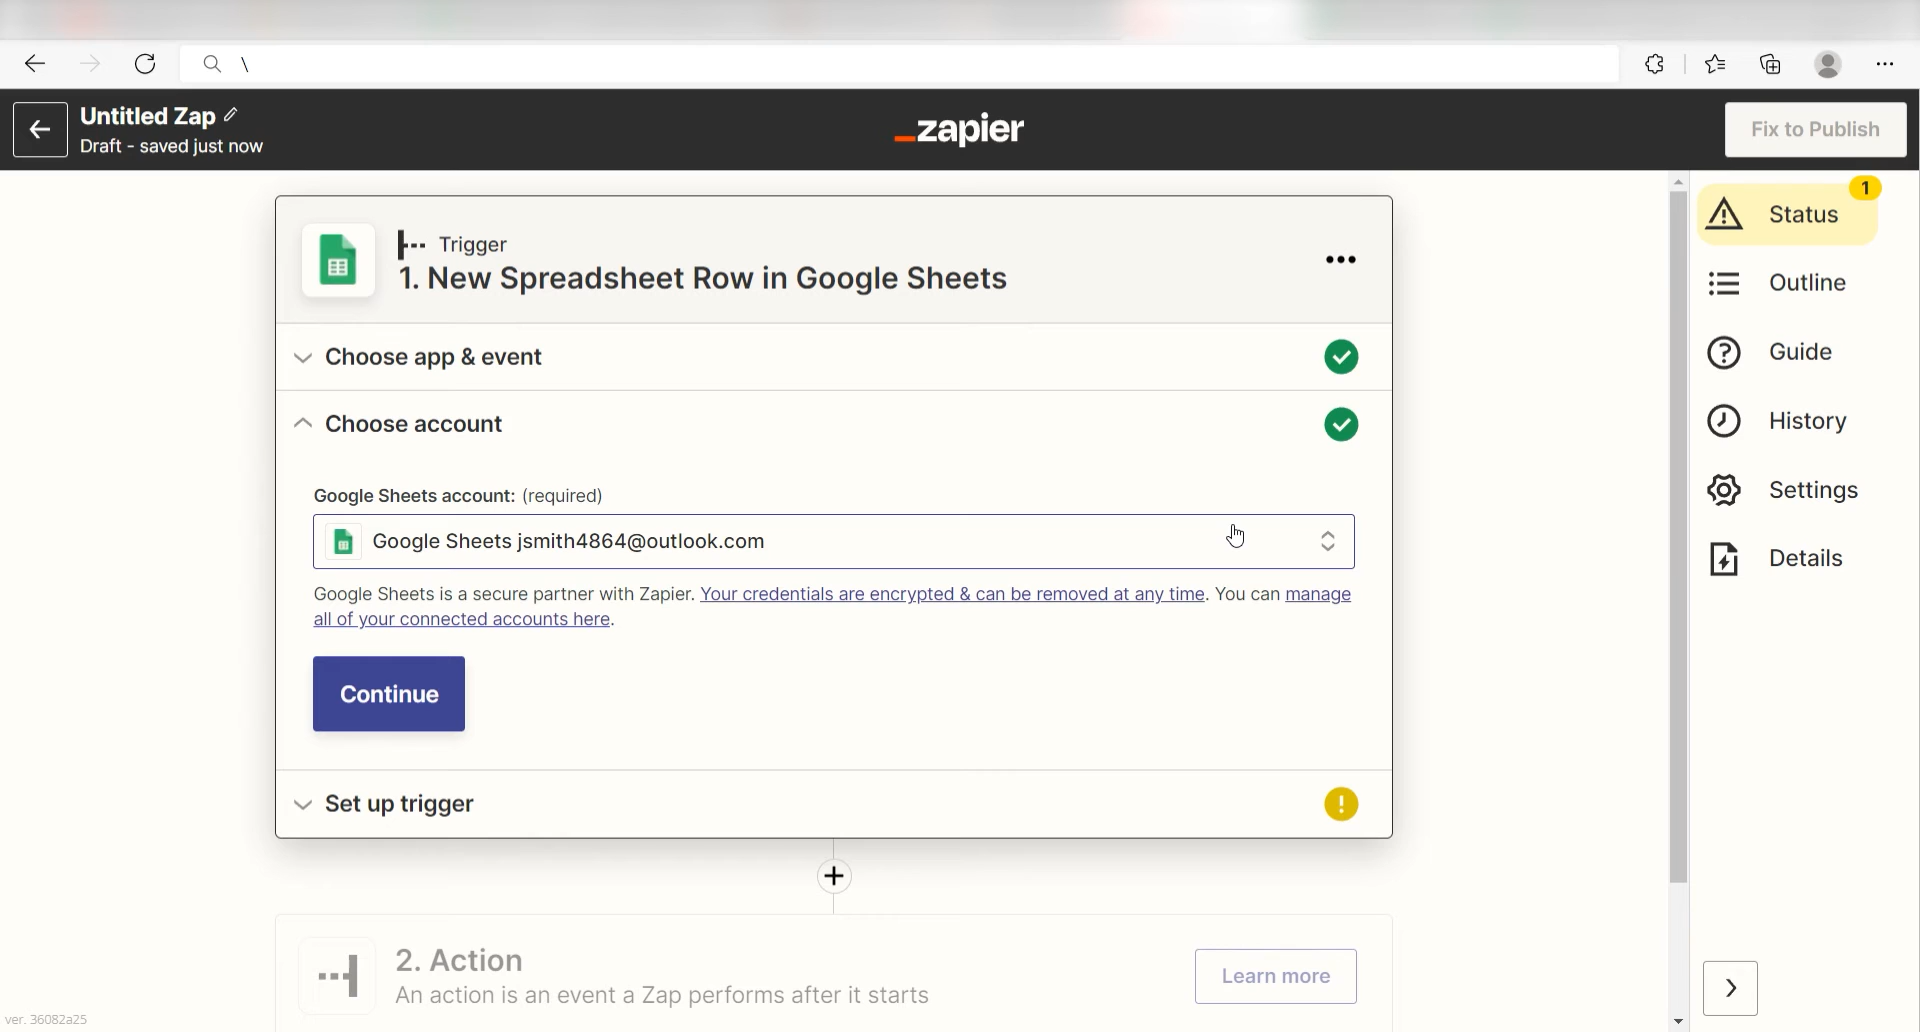 \
Untitled Zap
Draft - saved just now
zapier
Fix to Publish
Trigger
1. New Spreadsheet Row in Google Sheets
Choose app & event
Choose account
Google Sheets account: (required)
Google Sheets jsmith4864@outlook.com
Google Sheets is a secure partner with Zapier. Your credentials are encrypted & can be removed at any time. You can manage
all of your connected accounts here.
Continue
Set up trigger
2. Action
An action is an event a Zap performs after it starts
Learn more
1
Status
Outline
Guide
History
Settings
Details
ver. 36082a25